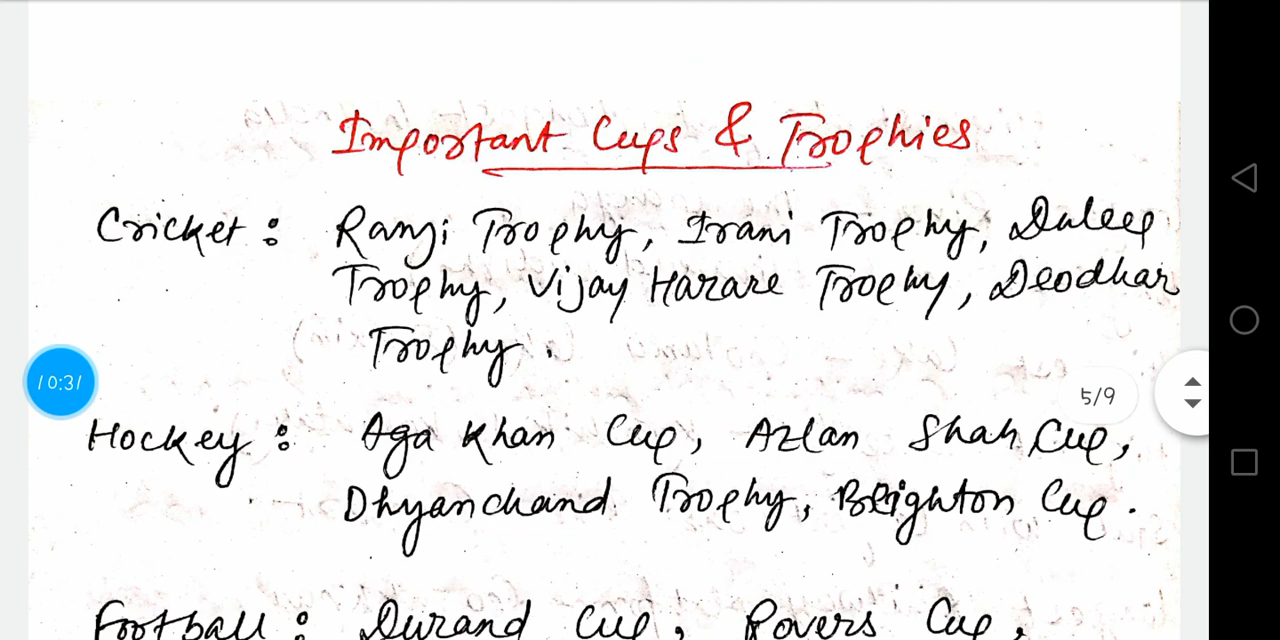 Important Cups & Trophies
Cricket : Ranji Trophy, Irani Trophy, Duleep
Trophy, Vijay Harare Trophy, Deodhar
Trophy.
10:31
5/9
Hockey : Aga Khan Cup, Azlan Shah Cup,
Dhyanchand Trophy, Beighton Cup.
Football : Durand Cup, Rovers Cup,